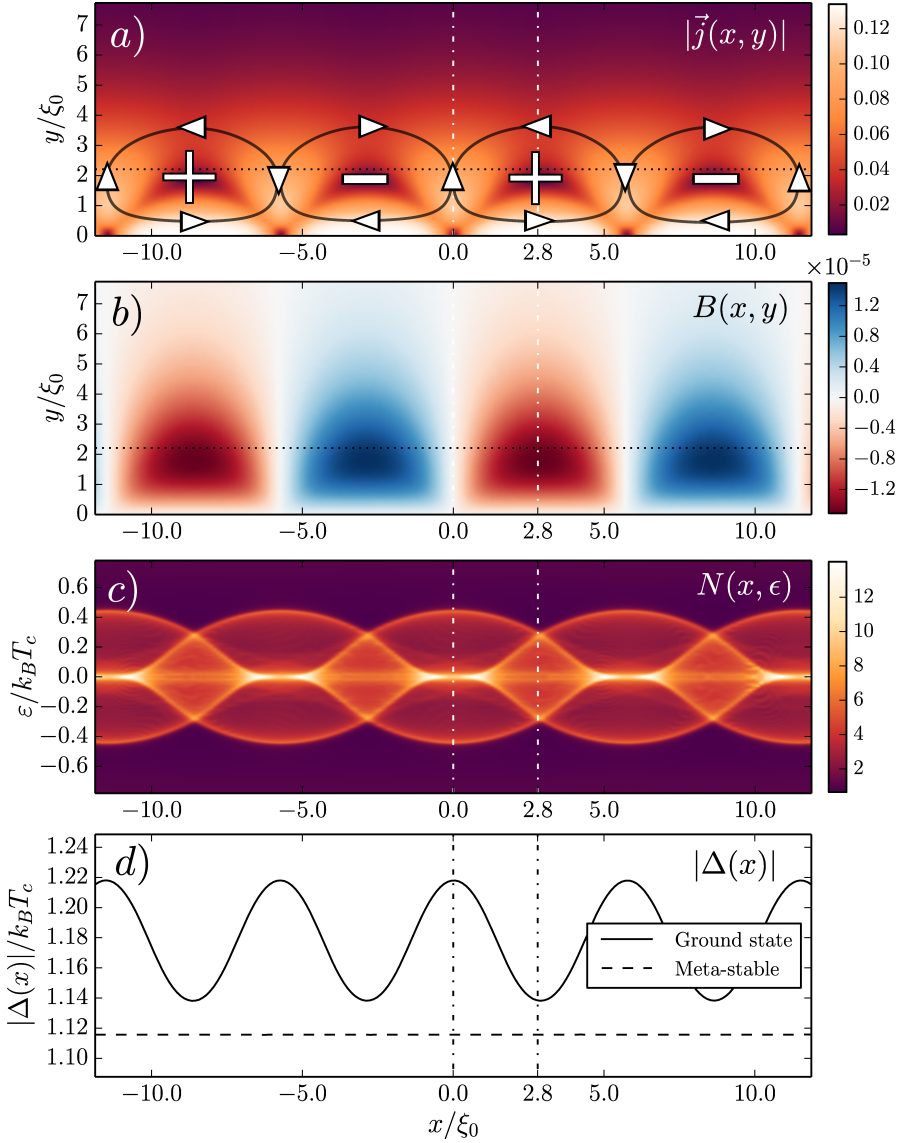 a)
|j⃗(x, y)|
y/ξ₀
7
6
5
4
3
2
1
0
+ − + −
−10.0 −5.0 0.0 2.8 5.0 10.0
0.12
0.10
0.08
0.06
0.04
0.02
b)
B(x, y)
y/ξ₀
7
6
5
4
3
2
1
0
−10.0 −5.0 0.0 2.8 5.0 10.0
×10⁻⁵
1.2
0.8
0.4
0.0
−0.4
−0.8
−1.2
c)
N(x, ϵ)
ε/k_BT_c
0.6
0.4
0.2
0.0
−0.2
−0.4
−0.6
−10.0 −5.0 0.0 2.8 5.0 10.0
12
10
8
6
4
2
d)
|Δ(x)|
|Δ(x)|/k_BT_c
1.24
1.22
1.20
1.18
1.16
1.14
1.12
1.10
Ground state
Meta-stable
−10.0 −5.0 0.0 2.8 5.0 10.0
x/ξ₀